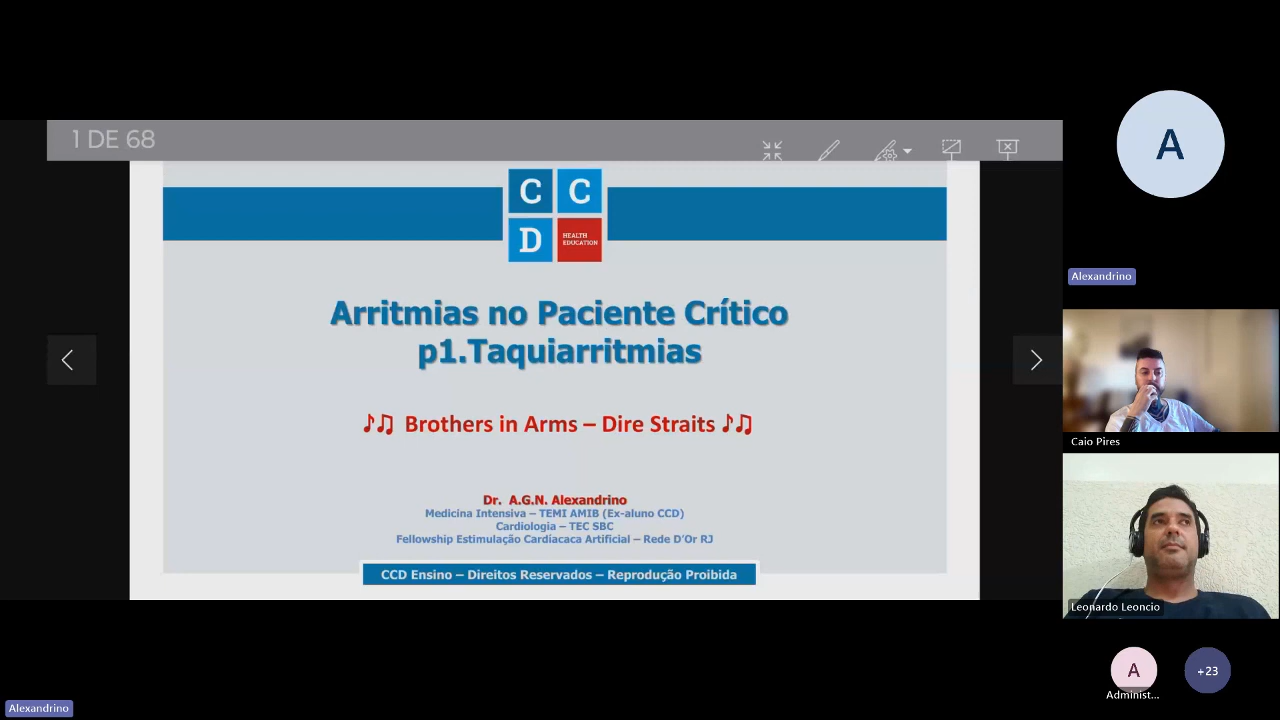 1 DE 68
C C
D HEALTH EDUCATION
Arritmias no Paciente Crítico
p1.Taquiarritmias
♪♫ Brothers in Arms – Dire Straits ♪♫
Dr. A.G.N. Alexandrino
Medicina Intensiva – TEMI AMIB (Ex-aluno CCD)
Cardiologia – TEC SBC
Fellowship Estimulação Cardíacaca Artificial – Rede D'Or RJ
CCD Ensino – Direitos Reservados – Reprodução Proibida
A
Alexandrino
Caio Pires
Leonardo Leoncio
A
+23
Administ...
Alexandrino